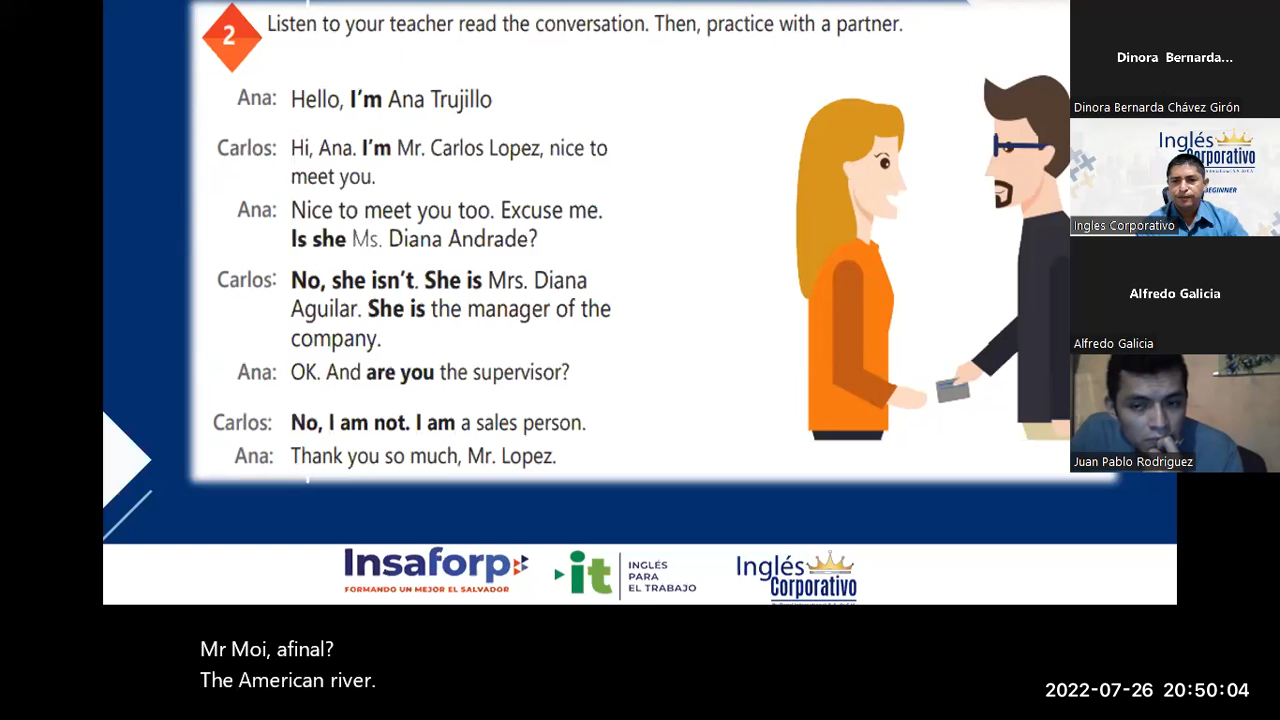 2
Listen to your teacher read the conversation. Then, practice with a partner.
Ana: Hello, I'm Ana Trujillo
Carlos: Hi, Ana. I'm Mr. Carlos Lopez, nice to
meet you.
Ana: Nice to meet you too. Excuse me.
Is she Ms. Diana Andrade?
Carlos: No, she isn't. She is Mrs. Diana
Aguilar. She is the manager of the
company.
Ana: OK. And are you the supervisor?
Carlos: No, I am not. I am a sales person.
Ana: Thank you so much, Mr. Lopez.
Insaforp
FORMANDO UN MEJOR EL SALVADOR
it
INGLÉS
PARA
EL TRABAJO
Inglés
Corporativo
Dinora Bernarda...
Dinora Bernarda Chávez Girón
Inglés
Corporativo
BEGINNER
Ingles Corporativo
Alfredo Galicia
Alfredo Galicia
Juan Pablo Rodriguez
Mr Moi, afinal?
The American river.
2022-07-26 20:50:04